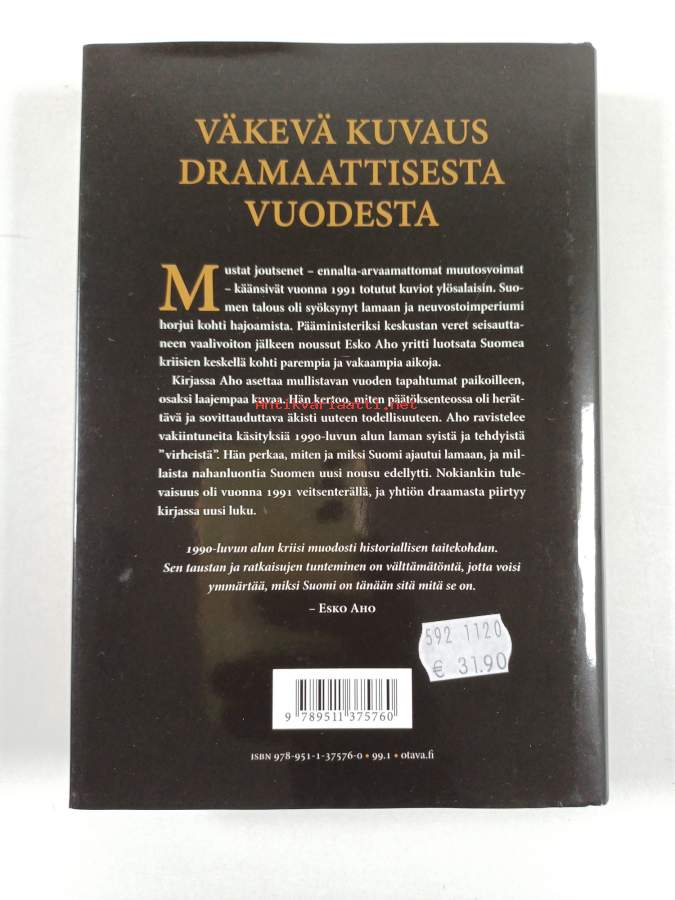 VÄKEVÄ KUVAUS
DRAMAATTISESTA
VUODESTA
Mustat joutsenet – ennalta-arvaamattomat muutosvoimat
– käänsivät vuonna 1991 totutut kuviot ylösalaisin. Suo-
men talous oli syöksynyt lamaan ja neuvostoimperiumi
horjui kohti hajoamista. Pääministeriksi keskustan veret seisautta-
neen vaalivoiton jälkeen noussut Esko Aho yritti luotsata Suomea
kriisien keskellä kohti parempia ja vakaampia aikoja.
Kirjassa Aho asettaa mullistavan vuoden tapahtumat paikoilleen,
osaksi laajempaa kuvaa. Hän kertoo, miten päätöksenteossa oli herät-
Antikvariaatti.net
tävä ja sovittauduttava äkisti uuteen todellisuuteen. Aho ravistelee
vakiintuneita käsityksiä 1990-luvun alun laman syistä ja tehdyistä
”virheistä”. Hän perkaa, miten ja miksi Suomi ajautui lamaan, ja mil-
laista nahanluontia Suomen uusi nousu edellytti. Nokiankin tule-
vaisuus oli vuonna 1991 veitsenterällä, ja yhtiön draamasta piirtyy
kirjassa uusi luku.
1990-luvun alun kriisi muodosti historiallisen taitekohdan.
Sen taustan ja ratkaisujen tunteminen on välttämätöntä, jotta voisi
ymmärtää, miksi Suomi on tänään sitä mitä se on.
– Esko Aho
592 1120
€ 31.90
9 789511 375760
ISBN 978-951-1-37576-0 • 99.1 • otava.fi